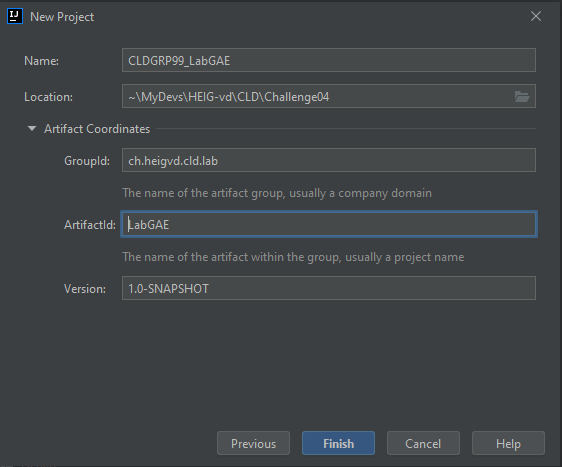 IJ New Project
Name: CLDGRP99_LabGAE
Location: ~\MyDevs\HEIG-vd\CLD\Challenge04
Artifact Coordinates
GroupId: ch.heigvd.cld.lab
The name of the artifact group, usually a company domain
ArtifactId: LabGAE
The name of the artifact within the group, usually a project name
Version: 1.0-SNAPSHOT
Previous Finish Cancel Help